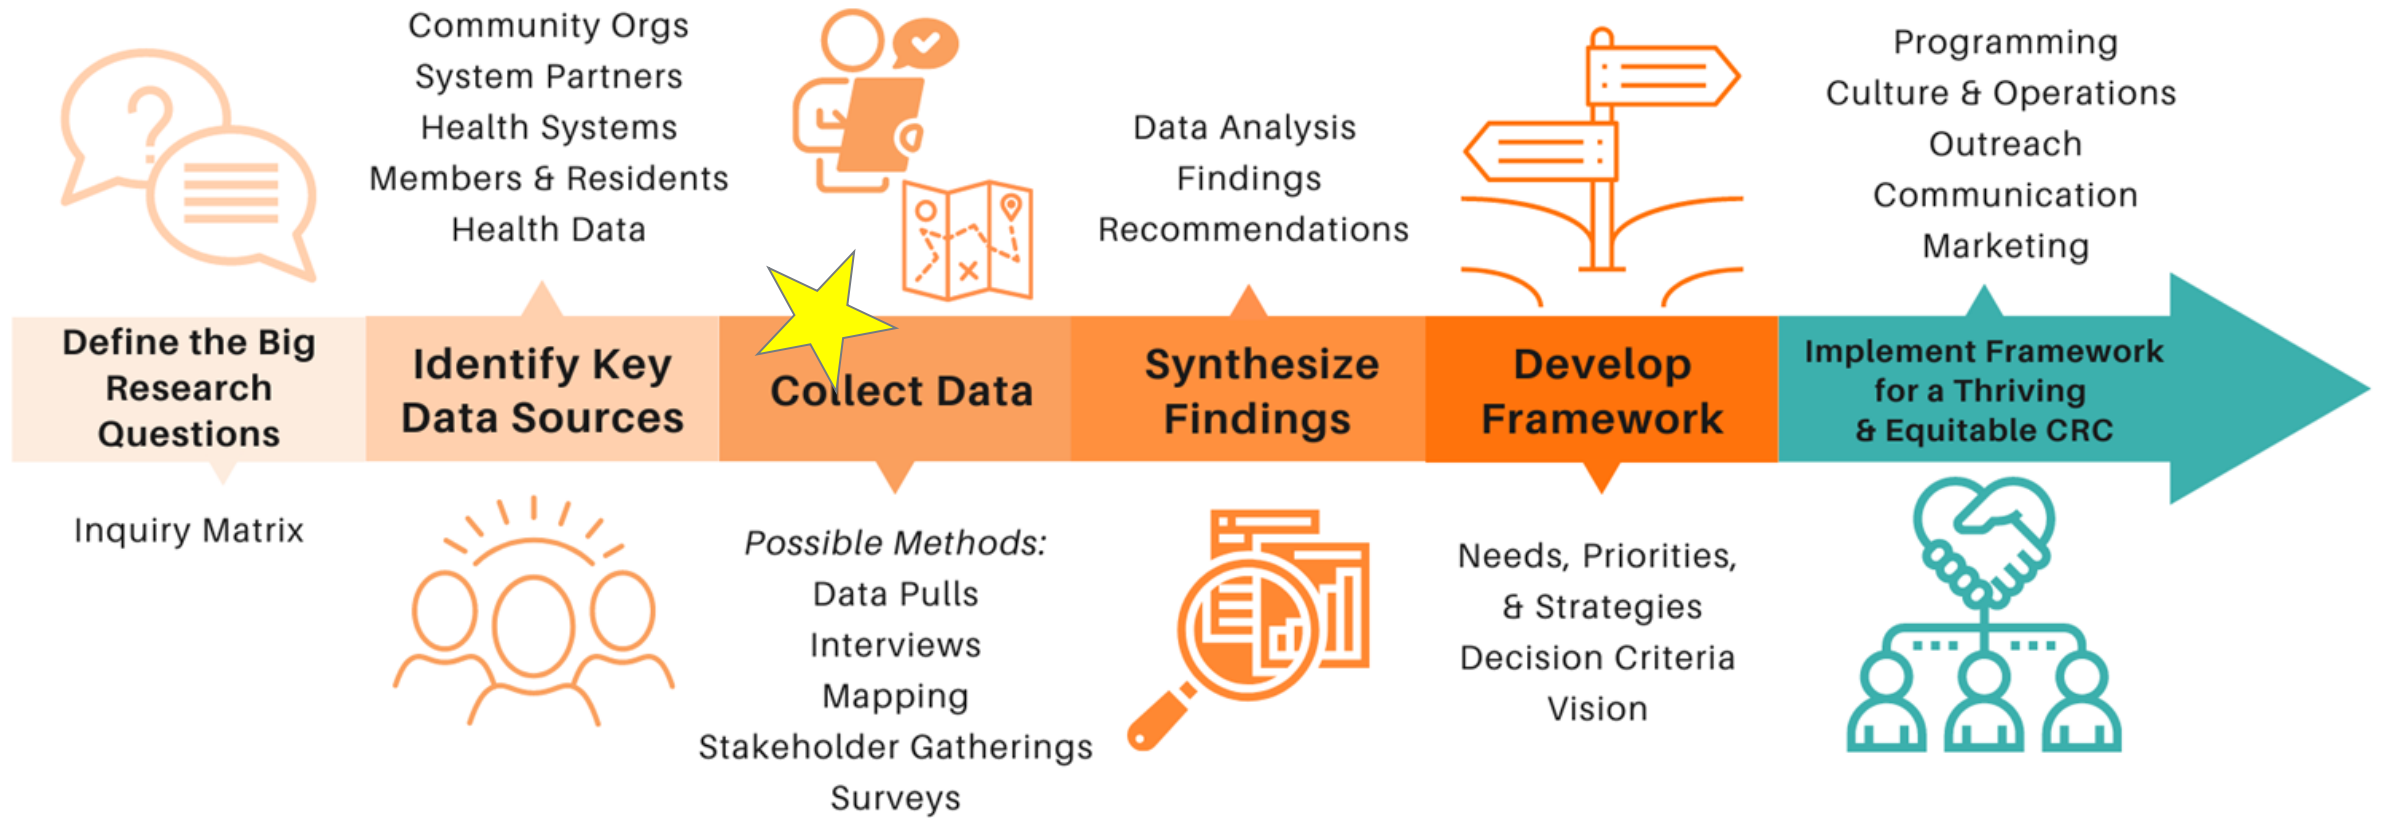 Define the Big
Research
Questions
Inquiry Matrix
Community Orgs
System Partners
Health Systems
Members & Residents
Health Data
Identify Key
Data Sources
Collect Data
Possible Methods:
Data Pulls
Interviews
Mapping
Stakeholder Gatherings
Surveys
Data Analysis
Findings
Recommendations
Synthesize
Findings
Develop
Framework
Needs, Priorities,
& Strategies
Decision Criteria
Vision
Programming
Culture & Operations
Outreach
Communication
Marketing
Implement Framework
for a Thriving
& Equitable CRC